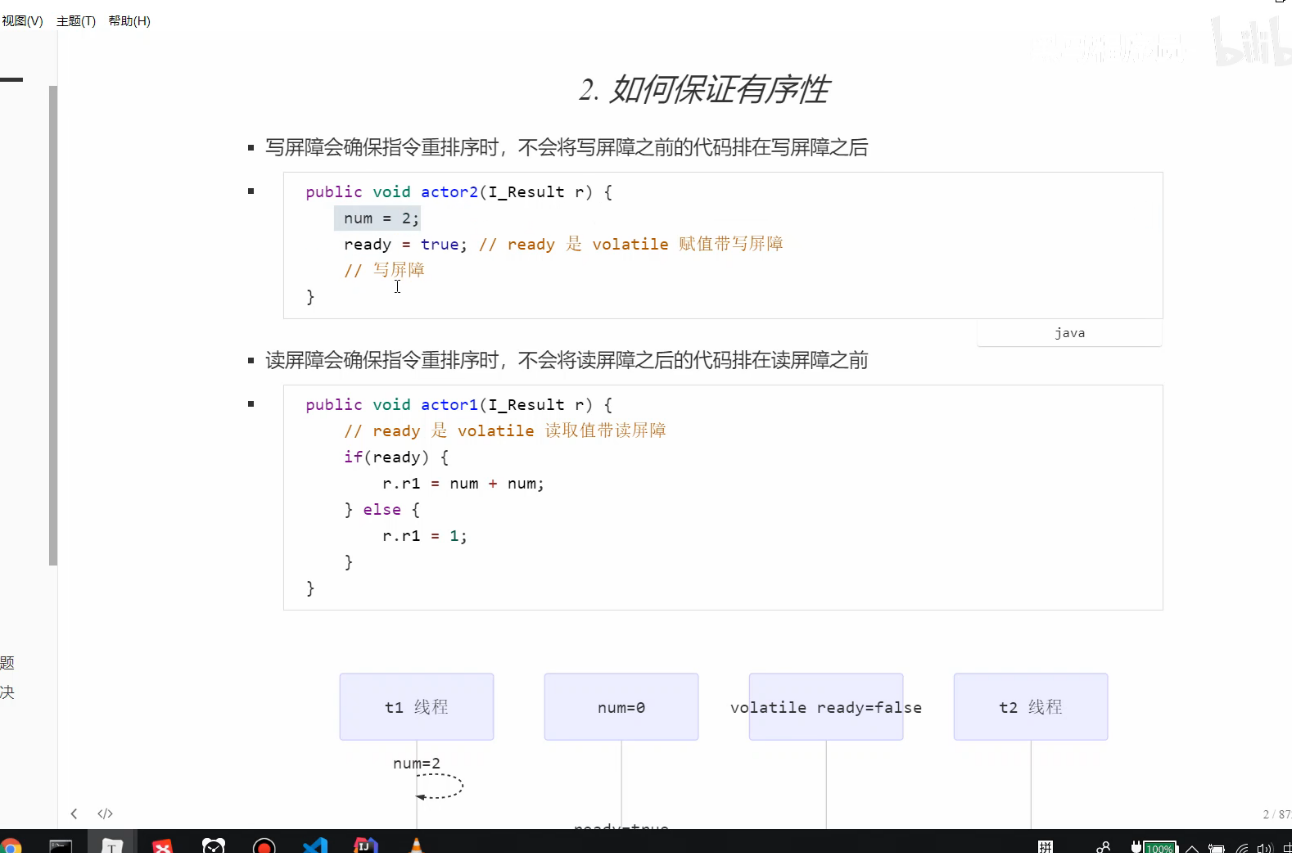 视图(V) 主题(T) 帮助(H)
bilib
2. 如何保证有序性
写屏障会确保指令重排序时，不会将写屏障之前的代码排在写屏障之后
public void actor2(I_Result r) {
num = 2;
ready = true; // ready 是 volatile 赋值带写屏障
// 写屏障
}
java
读屏障会确保指令重排序时，不会将读屏障之后的代码排在读屏障之前
public void actor1(I_Result r) {
// ready 是 volatile 读取值带读屏障
if(ready) {
r.r1 = num + num;
} else {
r.r1 = 1;
}
}
题
决
t1 线程 num=0 volatile ready=false t2 线程
num=2
ready=true
</> 2 / 87
拼 100% 中